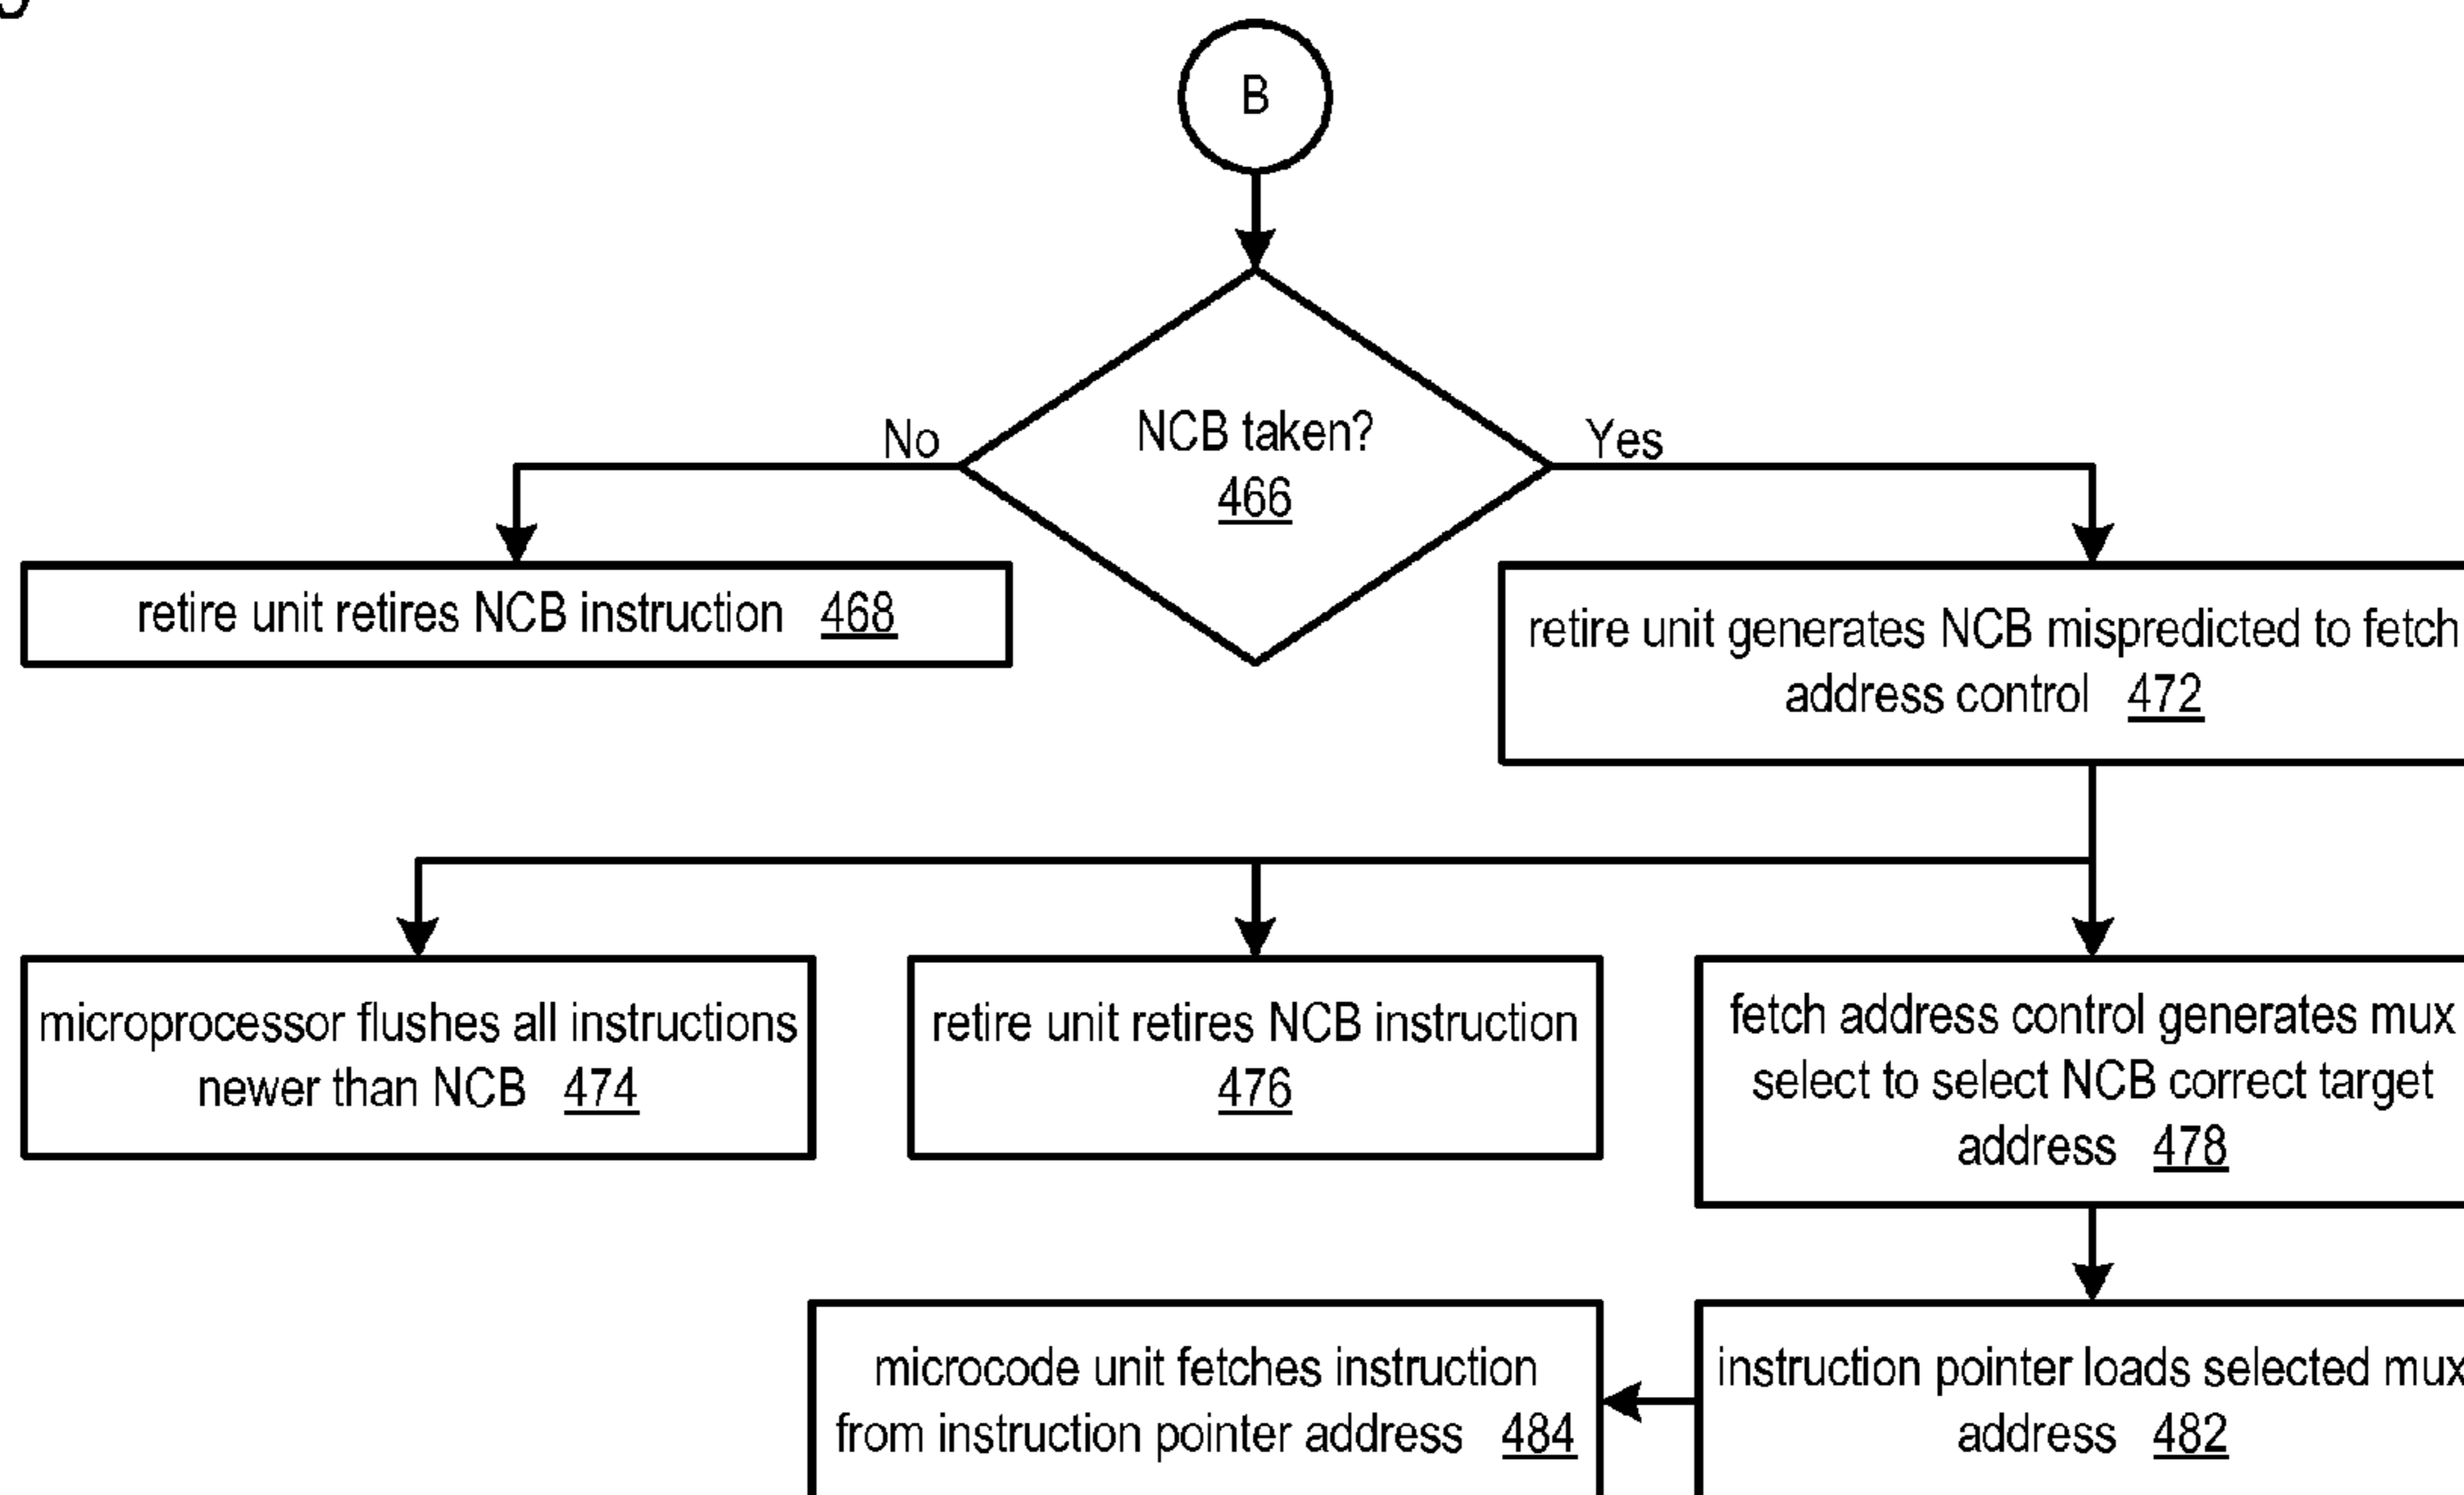 B
NCB taken?
466
No
Yes
retire unit retires NCB instruction 468
retire unit generates NCB mispredicted to fetch
address control 472
microprocessor flushes all instructions
newer than NCB 474
retire unit retires NCB instruction
476
fetch address control generates mux
select to select NCB correct target
address 478
instruction pointer loads selected mux
address 482
microcode unit fetches instruction
from instruction pointer address 484